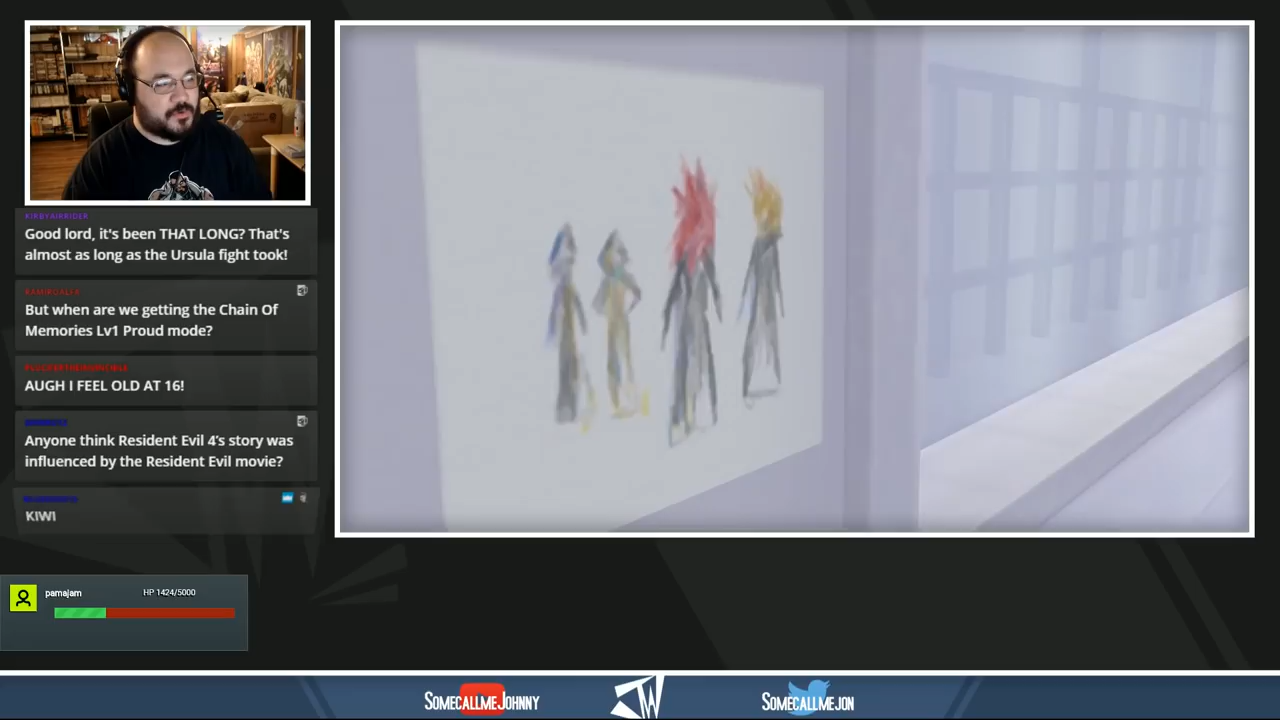 KIRBYAIRRIDER
Good lord, it's been THAT LONG? That's
almost as long as the Ursula fight took!
But when are we getting the Chain Of
Memories Lv1 Proud mode?
AUGH I FEEL OLD AT 16!
Anyone think Resident Evil 4's story was
influenced by the Resident Evil movie?
KIWI
pamajam HP 1424/5000
SOMECALLMEJOHNNY
SOMECALLMEJON